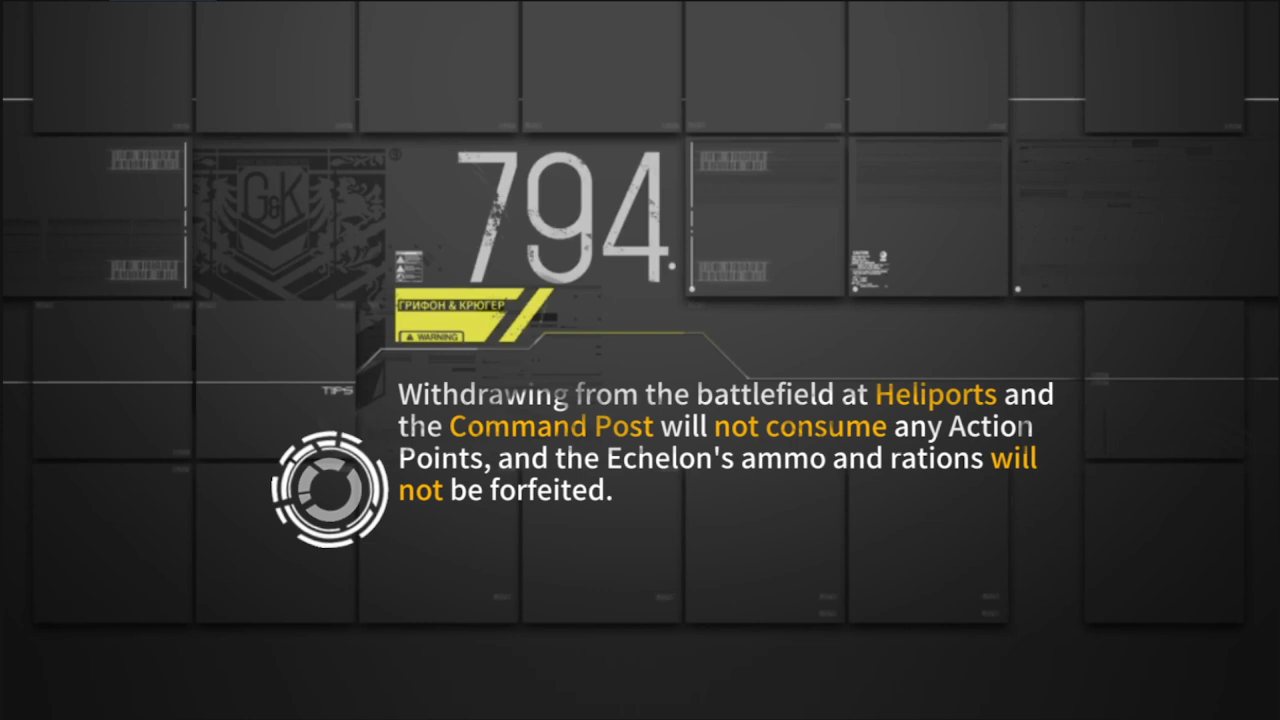 G&K
794.
ГРИФОН & КРЮГЕР
WARNING
TIPS
Withdrawing from the battlefield at Heliports and
the Command Post will not consume any Action
Points, and the Echelon's ammo and rations will
not be forfeited.